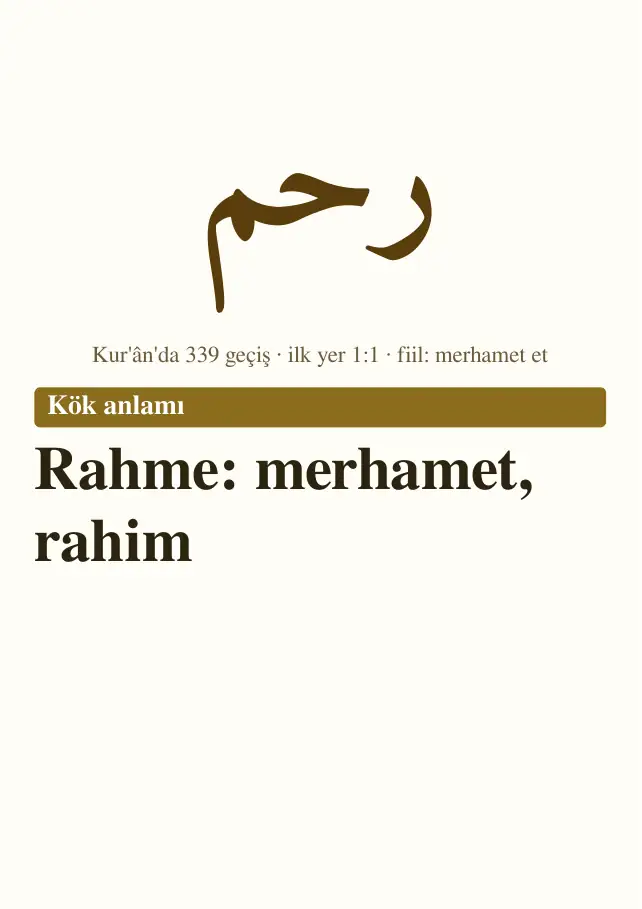 رحم
Kur'ân'da 339 geçiş · ilk yer 1:1 · fiil: merhamet et
Kök anlamı
Rahme: merhamet,
rahim